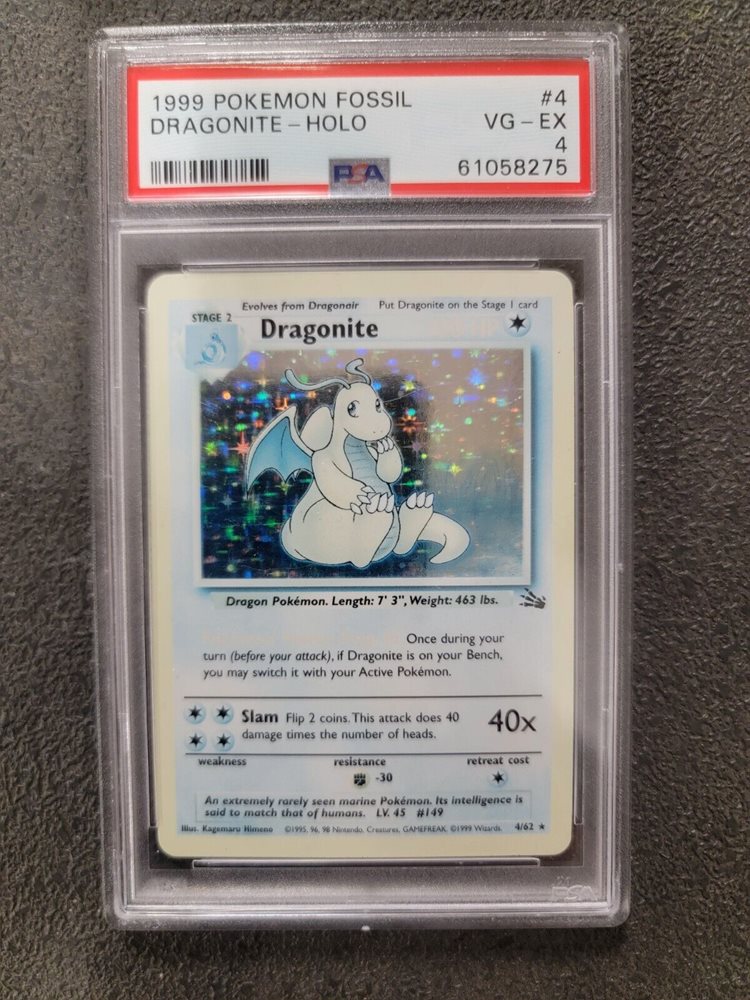 1999 POKEMON FOSSIL #4
DRAGONITE - HOLO VG - EX
4
PSA 61058275
Evolves from Dragonair Put Dragonite on the Stage 1 card
STAGE 2
Dragonite
Dragon Pokémon. Length: 7' 3", Weight: 463 lbs.
Once during your
turn (before your attack), if Dragonite is on your Bench,
you may switch it with your Active Pokémon.
Slam Flip 2 coins. This attack does 40
damage times the number of heads.
40x
weakness resistance retreat cost
-30
An extremely rarely seen marine Pokémon. Its intelligence is
said to match that of humans. LV. 45 #149
Illus. Kagemaru Himeno ©1995, 96, 98 Nintendo, Creatures, GAMEFREAK. ©1999 Wizards. 4/62
PSA